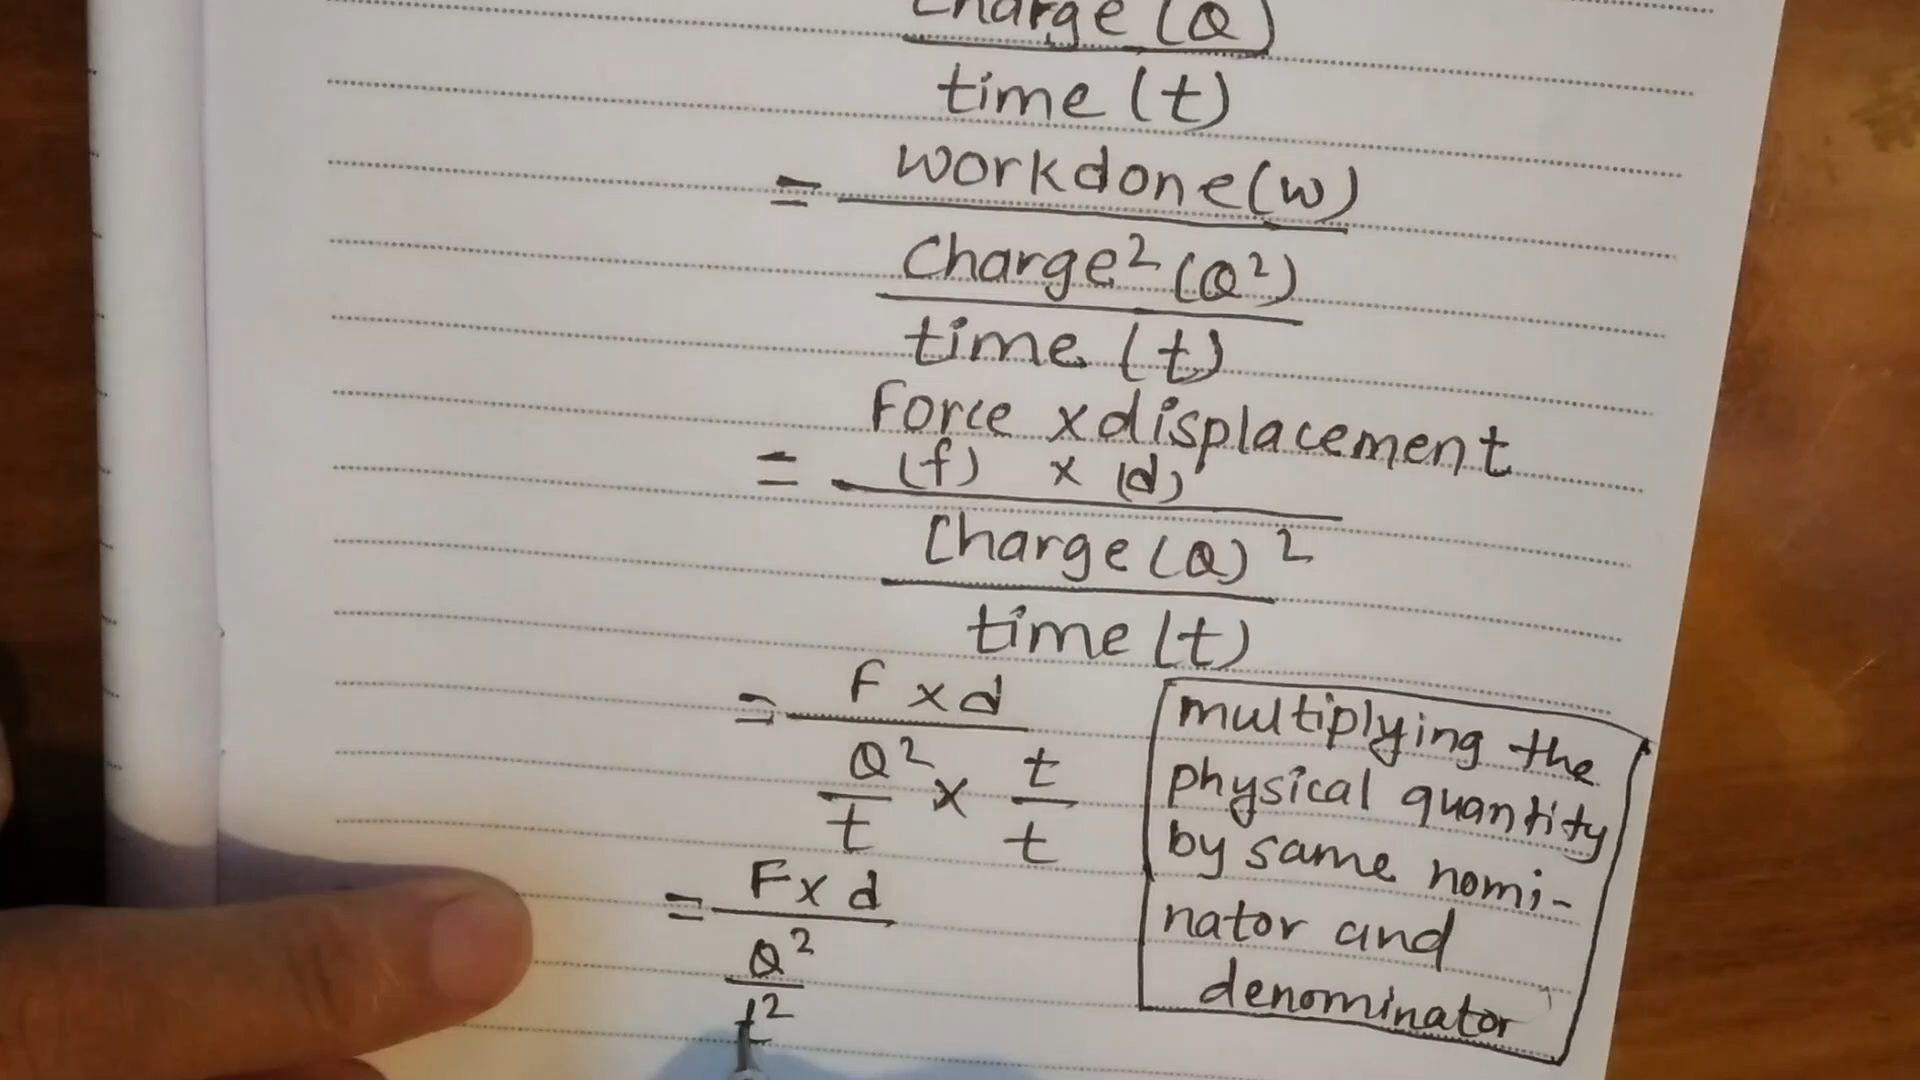 Charge (Q)
time (t)
= workdone (w)
Charge² (Q²)
time (t)
Force x displacement
= (f) x (d)
Charge (Q)²
time (t)
= F x d
Q² x t
t t
multiplying the
physical quantity
by same nomi-
nator and
denominator
= F x d
Q²
t²